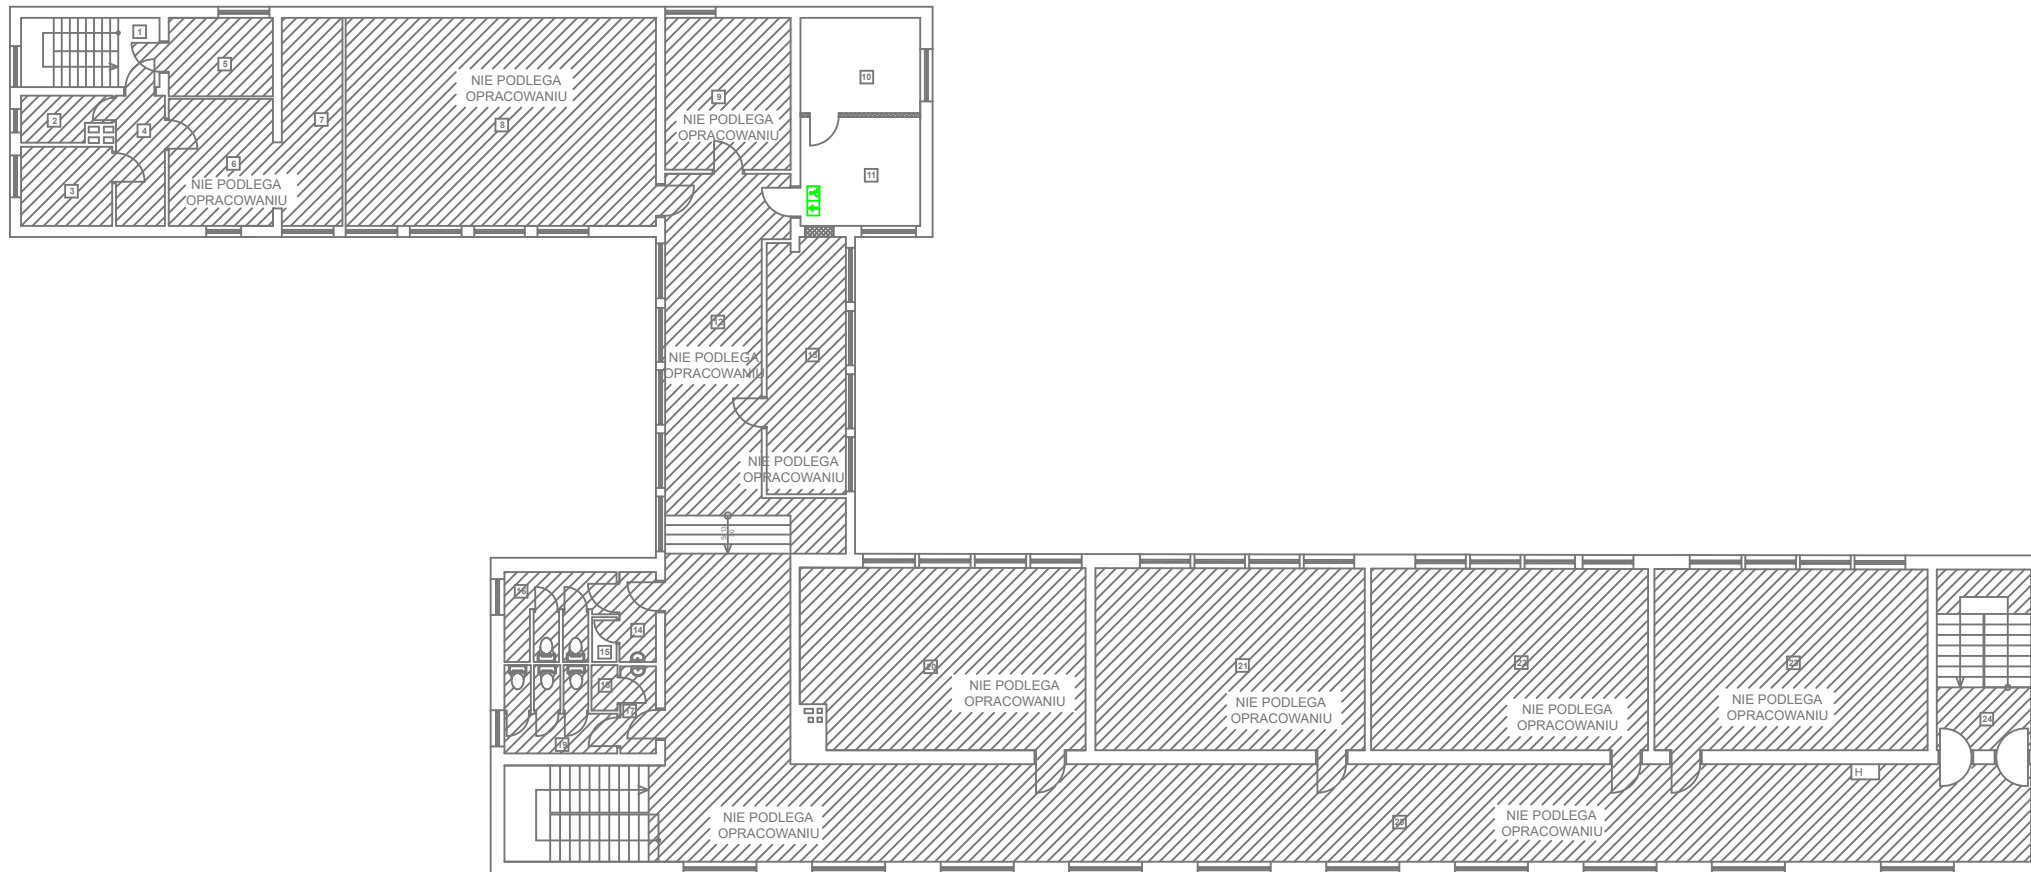 1
5
NIE PODLEGA
OPRACOWANIU
10
9
2
7
8
NIE PODLEGA
OPRACOWANIU
4
6
11
3
NIE PODLEGA
OPRACOWANIU
12
NIE PODLEGA
OPRACOWANIU
13
NIE PODLEGA
OPRACOWANIU
16
14
15
20
21
22
23
18
NIE PODLEGA
OPRACOWANIU
NIE PODLEGA
OPRACOWANIU
NIE PODLEGA
OPRACOWANIU
NIE PODLEGA
OPRACOWANIU
17
24
19
H
NIE PODLEGA
OPRACOWANIU
25
NIE PODLEGA
OPRACOWANIU